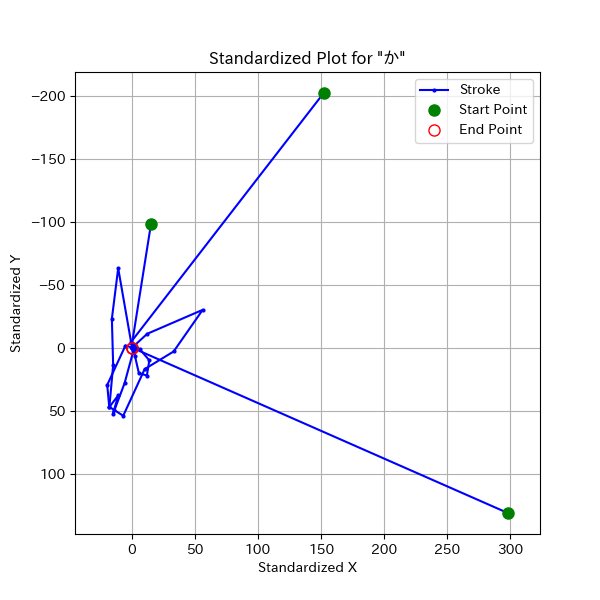 Standardized Plot for "か"
Stroke
Start Point
End Point
Standardized Y
−200
−150
−100
−50
0
50
100
0 50 100 150 200 250 300
Standardized X